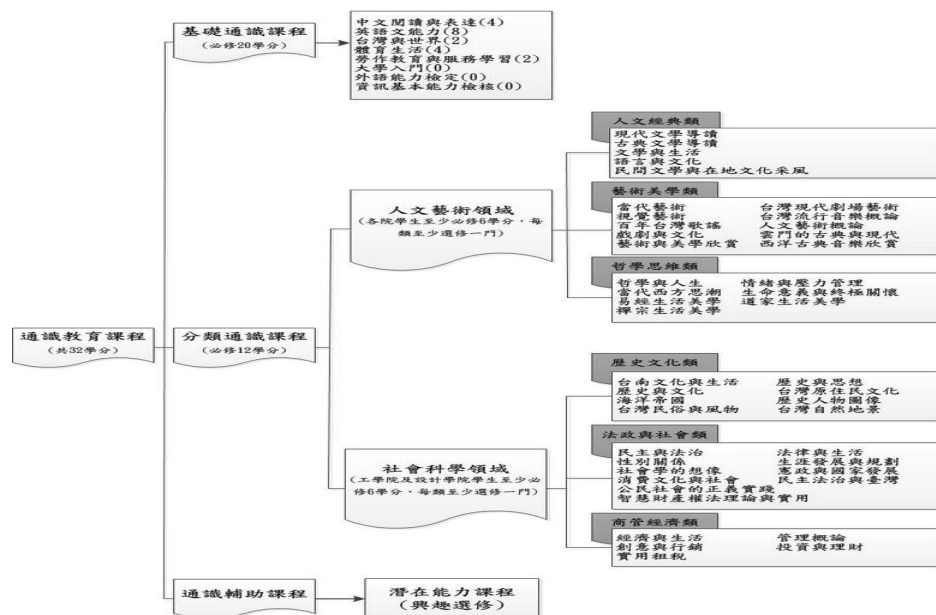 通識教育課程
(共32學分)
基礎通識課程
(必修20學分)
中文閱讀與表達(4)
英語文能力(8)
台灣與世界(2)
體育生活(4)
勞作教育與服務學習(2)
大學入門(0)
外語能力檢定(0)
資訊基本能力檢核(0)
分類通識課程
(必修12學分)
人文藝術領域
(各院學生至少必修6學分,每
類至少選修一門)
人文經典類
現代文學導讀
古典文學導讀
文學與生活
語言與文化
民間文學與在地文化采風
藝術美學類
當代藝術 台灣現代劇場藝術
視覺藝術 台灣流行音樂概論
百年台灣歌謠 人文藝術概論
戲劇與文化 雲門的古典與現代
藝術與美學欣賞 西洋古典音樂欣賞
哲學思維類
哲學與人生 情緒與壓力管理
當代西方思潮 生命意義與終極關懷
易經生活美學 道家生活美學
禪宗生活美學
社會科學領域
(工學院及設計學院學生至少必
修6學分,每類至少選修一門)
歷史文化類
台南文化與生活 歷史與思想
歷史與文化 台灣原住民文化
海洋帝國 歷史人物圖像
台灣民俗與風物 台灣自然地景
法政與社會類
民主與法治 法律與生活
性別關係 生涯發展與規劃
社會學的想像 憲政與國家發展
消費文化與社會 民主法治與臺灣
公民社會的正義實踐
智慧財產權法理論與實用
商管經濟類
經濟與生活 管理概論
創意與行銷 投資與理財
實用租稅
通識輔助課程
潛在能力課程
(興趣選修)